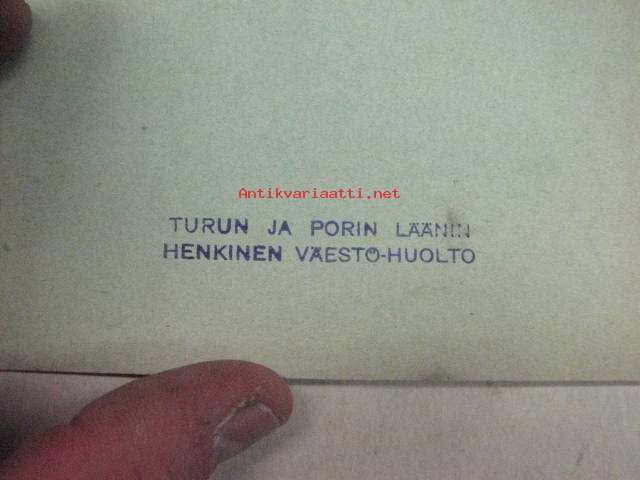 Antikvariaatti.net
TURUN JA PORIN LÄÄNIN
HENKINEN VÄESTÖ-HUOLTO